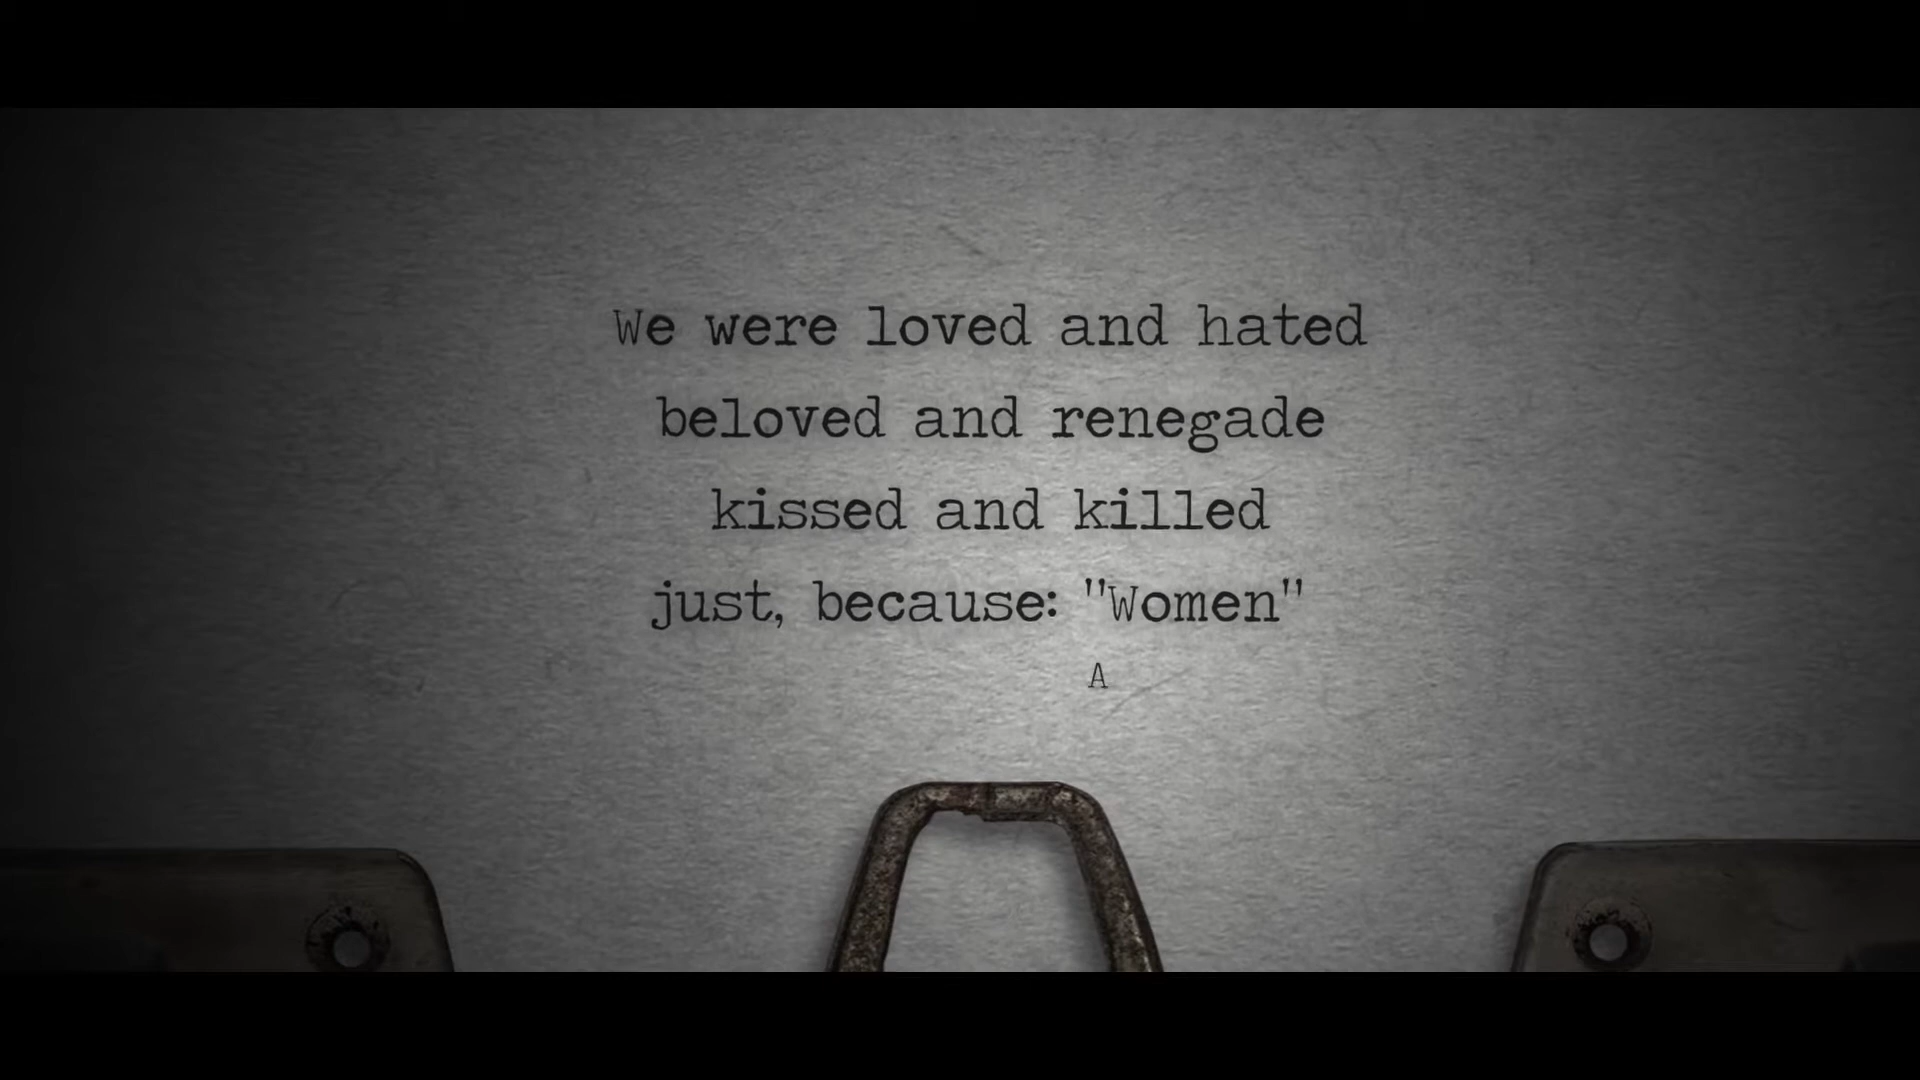 We were loved and hated
beloved and renegade
kissed and killed
just, because: "Women"
A